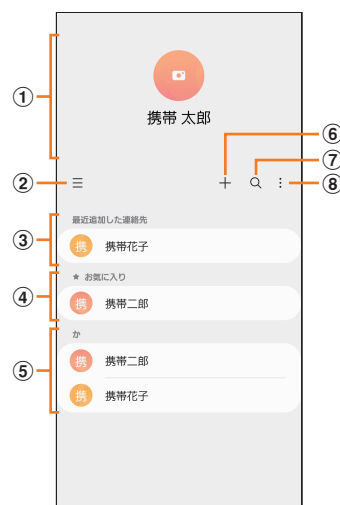 ①
携帯 太郎
⑥
⑦
②
⑧
最近追加した連絡先
③
携 携帯花子
★ お気に入り
④
携 携帯二郎
か
携 携帯二郎
⑤
携 携帯花子